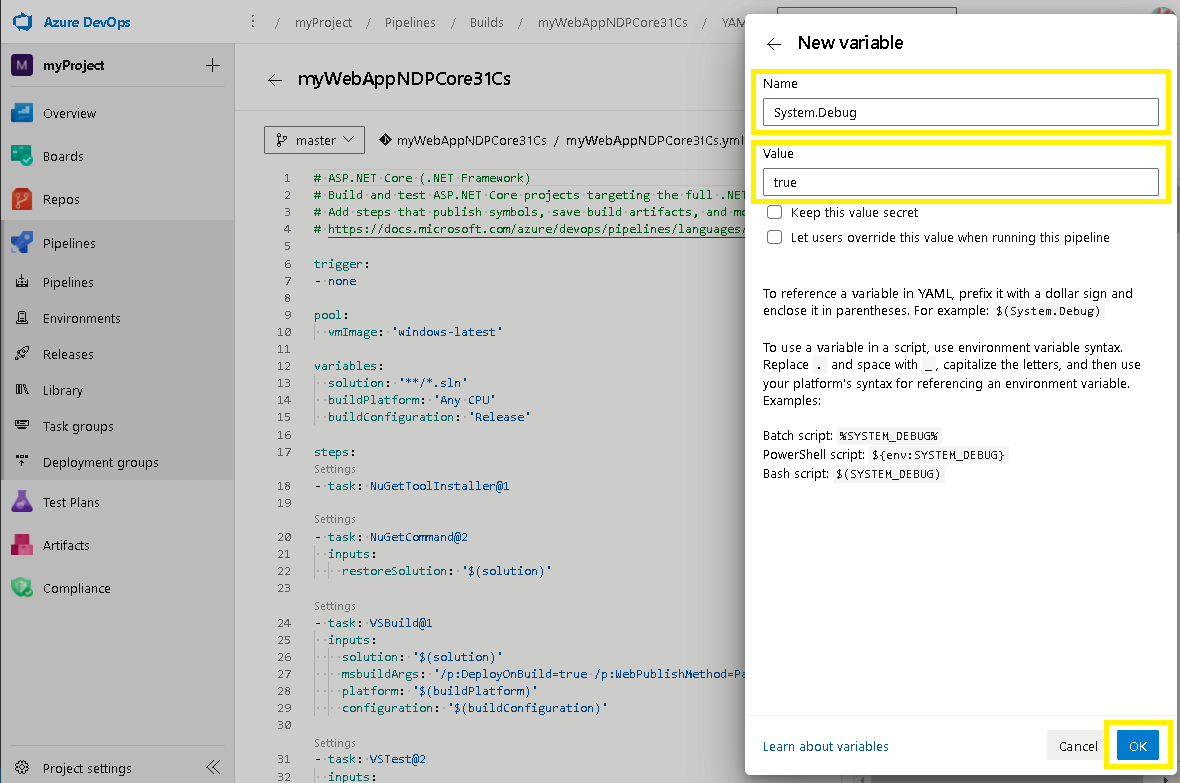 Azure DevOps
/ myProject / Pipelines / Builds / myWebAppNDPCore31Cs / YAM
M myProject
Overview
Boards
Pipelines
Pipelines
Environments
Releases
Library
Task groups
Deployment groups
Test Plans
Artifacts
Compliance
Project settings
myWebAppNDPCore31Cs
master
myWebAppNDPCore31Cs / myWebAppNDPCore31Cs.yml
1 # ASP.NET Core (.NET Framework)
2 # Build and test ASP.NET Core projects targeting the full .NET
3 # Add steps that publish symbols, save build artifacts, and mo
4 # https://docs.microsoft.com/azure/devops/pipelines/languages/
5
6 trigger:
7 - none
8
9 pool:
10 vmImage: 'windows-latest'
11
12 variables:
13 solution: '**/*.sln'
14 buildPlatform: 'Any CPU'
15 buildConfiguration: 'Release'
16
17 steps:
Settings
18 - task: NuGetToolInstaller@1
19
Settings
20 - task: NuGetCommand@2
21 inputs:
22 restoreSolution: '$(solution)'
23
Settings
24 - task: VSBuild@1
25 inputs:
26 solution: '$(solution)'
27 msbuildArgs: '/p:DeployOnBuild=true /p:WebPublishMethod=Pa
28 platform: '$(buildPlatform)'
29 configuration: '$(buildConfiguration)'
30
Settings
31 - task: VSTest@2
32 inputs:
New variable
Name
System.Debug
Value
true
Keep this value secret
Let users override this value when running this pipeline
To reference a variable in YAML, prefix it with a dollar sign and
enclose it in parentheses. For example: $(System.Debug)
To use a variable in a script, use environment variable syntax.
Replace . and space with _, capitalize the letters, and then use
your platform's syntax for referencing an environment variable.
Examples:
Batch script: %SYSTEM_DEBUG%
PowerShell script: ${env:SYSTEM_DEBUG}
Bash script: $(SYSTEM_DEBUG)
Learn about variables
Cancel
OK